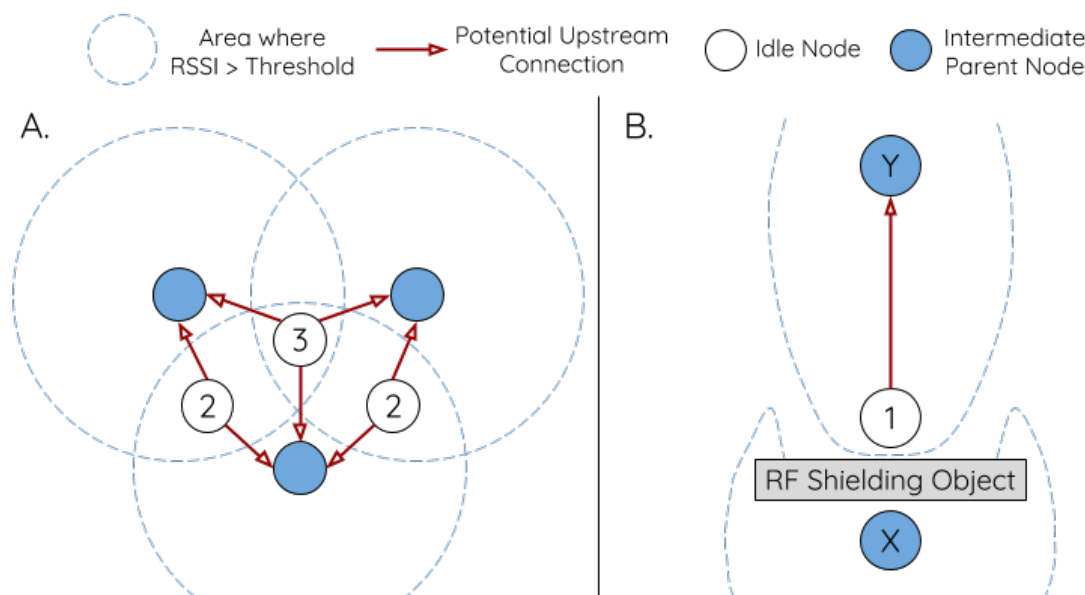 Area where
RSSI > Threshold
Potential Upstream
Connection
Idle Node
Intermediate
Parent Node
A.
B.
Y
3
2
2
1
RF Shielding Object
X